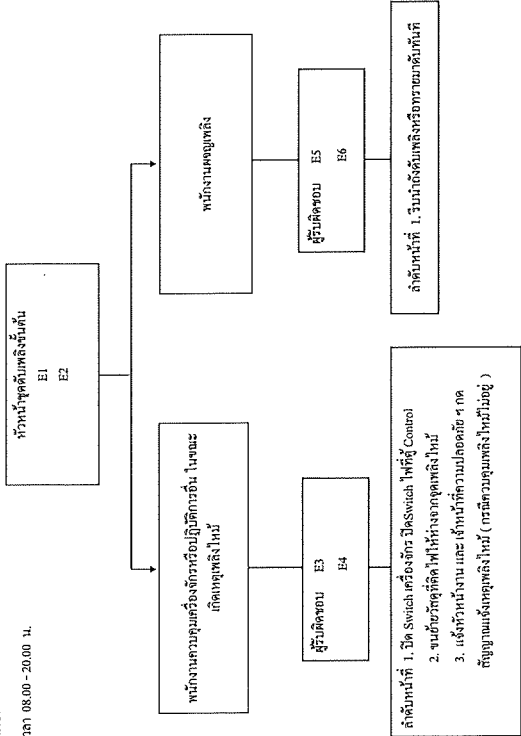 เวลา 08.00 - 20.00 น.
หัวหน้าชุดดับเพลิงขั้นต้น
E1
E2
พนักงานควบคุมเครื่องจักรหรือปฏิบัติการอื่น ในขณะ
เกิดเหตุเพลิงไหม้
พนักงานผจญเพลิง
ผู้รับผิดชอบ E3
E4
ผู้รับผิดชอบ E5
E6
ลำดับหน้าที่ 1. ปิด Switch เครื่องจักร ปิดSwitch ไฟที่ตู้ Control
2. ขนย้ายวัสดุที่ติดไฟให้ห่างจากจุดเพลิงไหม้
3. แจ้งหัวหน้างาน และ เจ้าหน้าที่ความปลอดภัย ฯ กด
สัญญาณแจ้งเหตุเพลิงไหม้ ( กรณีควบคุมเพลิงไหม้ไม่อยู่ )
ลำดับหน้าที่ 1. รีบนำถังดับเพลิงหรือทรายมาดับทันที